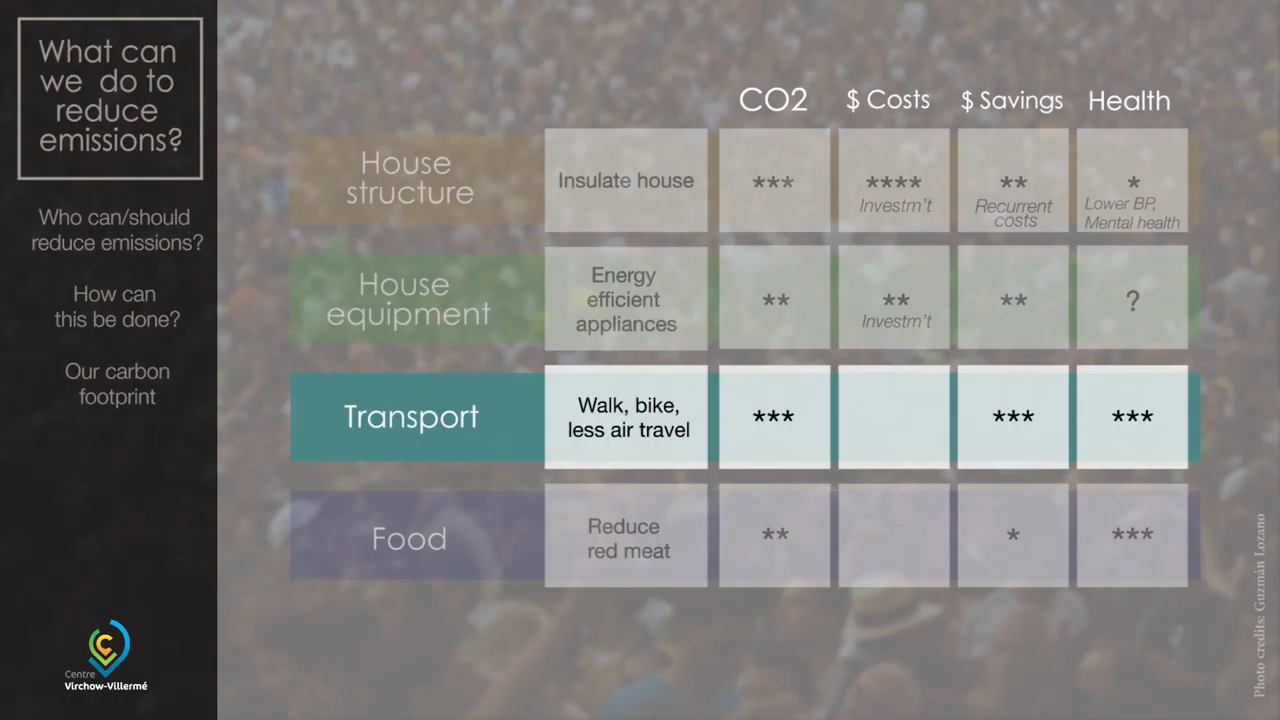 What can
we do to
reduce
emissions?
Who can/should
reduce emissions?
How can
this be done?
Our carbon
footprint
Centre
Virchow-Villermé
CO2 $ Costs $ Savings Health
House
structure
Insulate house
***
****
Investm't
**
Recurrent
costs
*
Lower BP,
Mental health
House
equipment
Energy
efficient
appliances
**
**
Investm't
**
?
Transport
Walk, bike,
less air travel
***
***
***
Food
Reduce
red meat
**
*
***
Photo credits: Guzmán Lozano